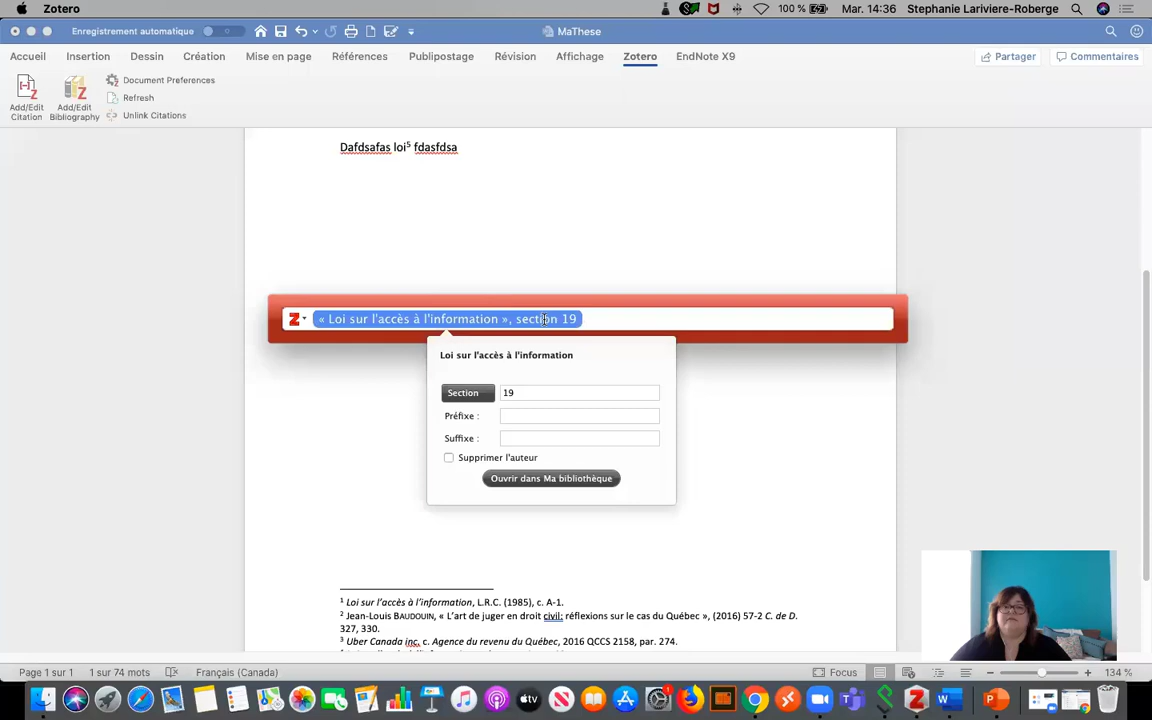 Zotero
100 %
Mar. 14:36
Stephanie Lariviere-Roberge
Enregistrement automatique
MaThese
Accueil
Insertion
Dessin
Création
Mise en page
Références
Publipostage
Révision
Affichage
Zotero
EndNote X9
Partager
Commentaires
Add/Edit
Citation
Add/Edit
Bibliography
Document Preferences
Refresh
Unlink Citations
Dafdsafas loi⁵ fdasfdsa
Z
« Loi sur l'accès à l'information », section 19
Loi sur l'accès à l'information
Section
19
Préfixe :
Suffixe :
Supprimer l'auteur
Ouvrir dans Ma bibliothèque
¹ Loi sur l'accès à l'information, L.R.C. (1985), c. A-1.
² Jean-Louis BAUDOUIN, « L'art de juger en droit civil: réflexions sur le cas du Québec », (2016) 57-2 C. de D.
327, 330.
³ Uber Canada inc. c. Agence du revenu du Québec, 2016 QCCS 2158, par. 274.
Page 1 sur 1
1 sur 74 mots
Français (Canada)
Focus
134 %